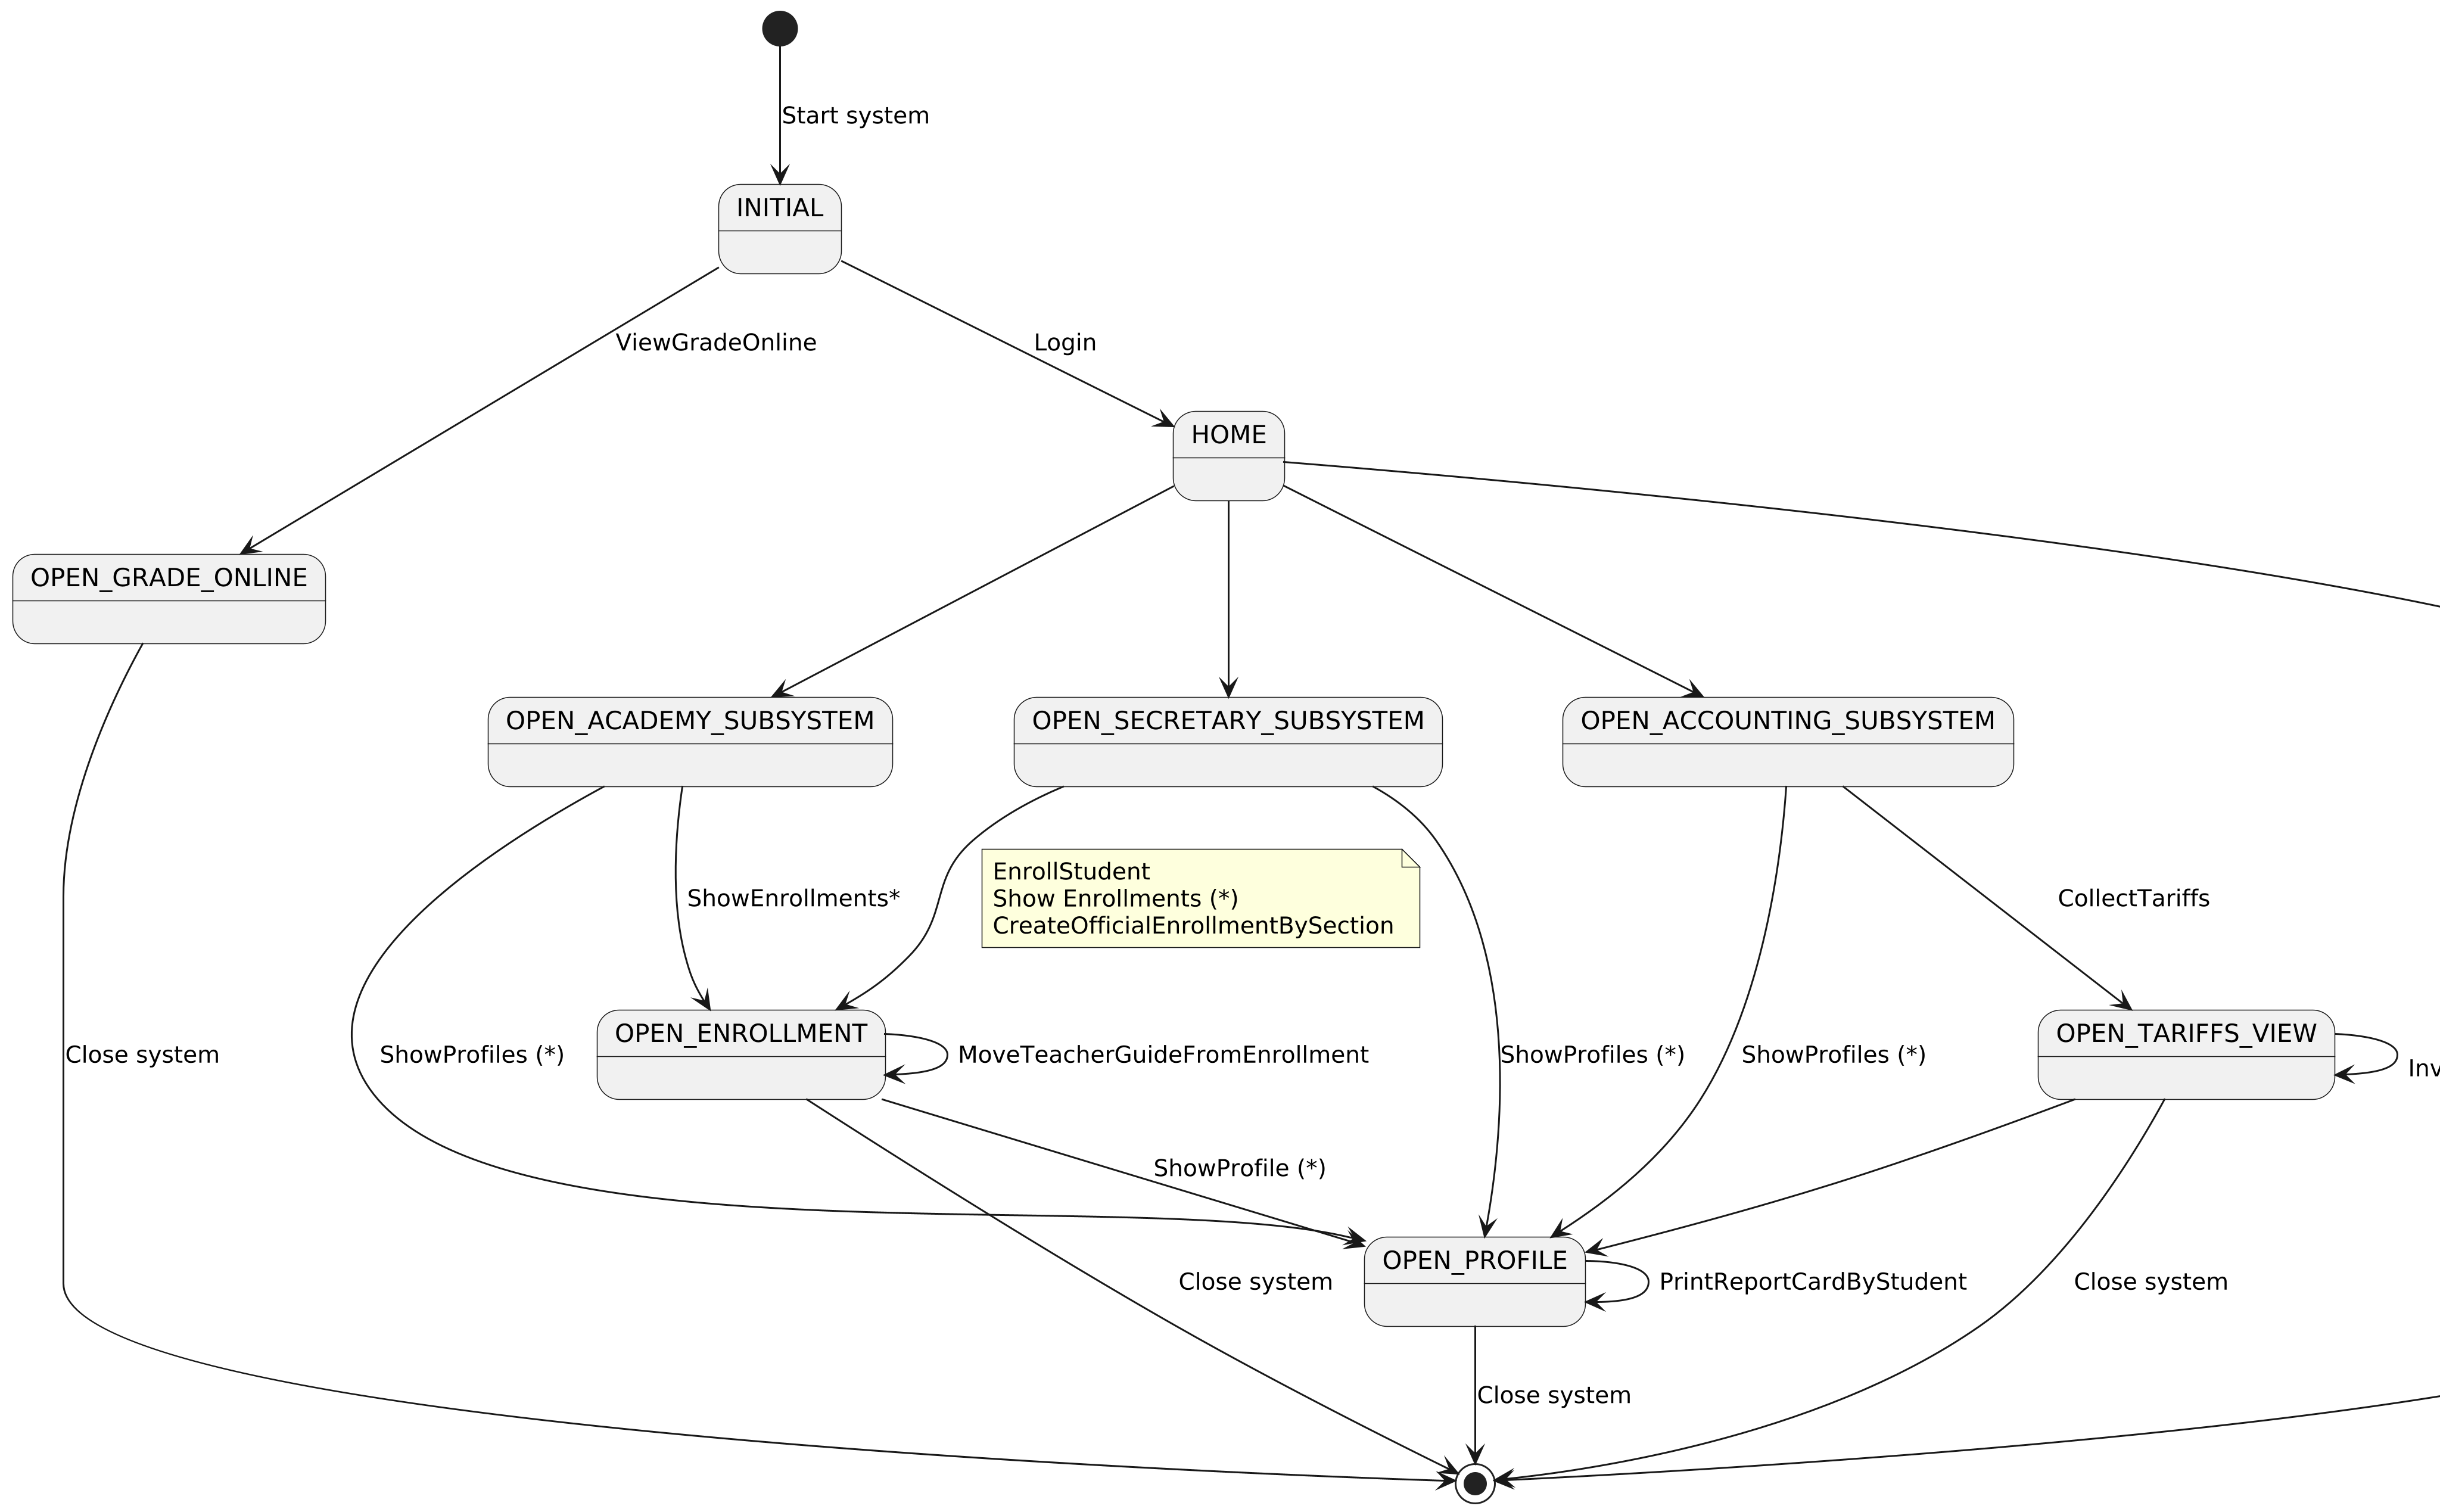 Start system
INITIAL
ViewGradeOnline
Login
HOME
OPEN_GRADE_ONLINE
OPEN_ACADEMY_SUBSYSTEM
OPEN_SECRETARY_SUBSYSTEM
OPEN_ACCOUNTING_SUBSYSTEM
EnrollStudent
Show Enrollments (*)
CreateOfficialEnrollmentBySection
ShowEnrollments*
CollectTariffs
OPEN_ENROLLMENT
OPEN_TARIFFS_VIEW
Close system
ShowProfiles (*)
MoveTeacherGuideFromEnrollment
ShowProfiles (*)
ShowProfiles (*)
ShowProfile (*)
OPEN_PROFILE
Close system
PrintReportCardByStudent
Close system
Close system